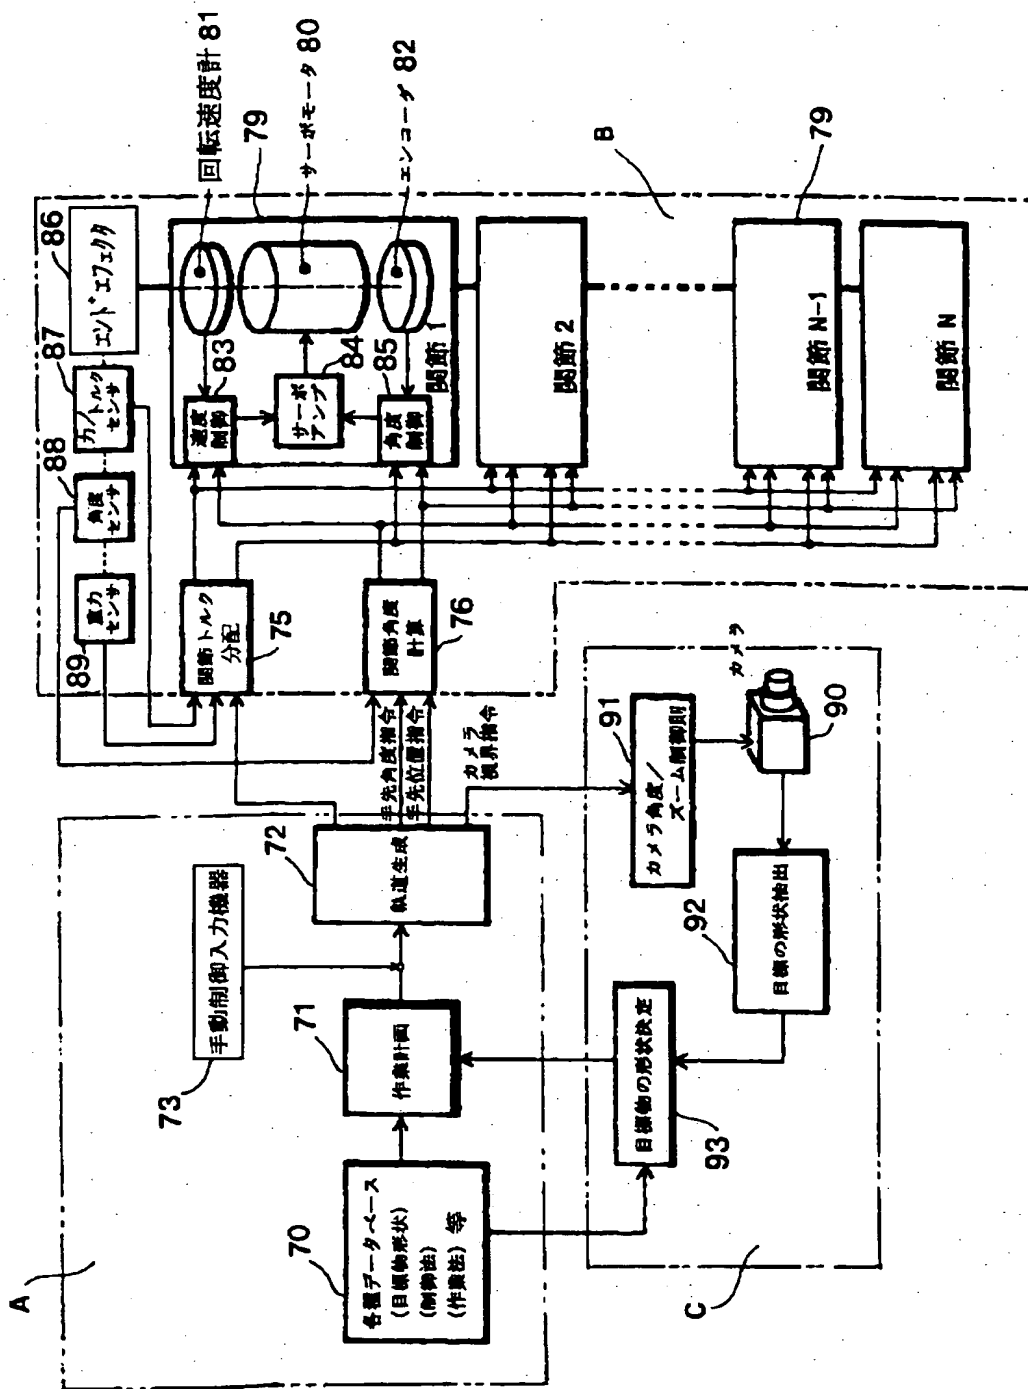 A
各種データベース
(目標物形状)
(制御法)
(作業法) 等
70
作業計画
71
手動制御入力機器
73
軌道生成
72
手先角度指令
手先位置指令
カメラ
視界指令
関節トルク
分配
75
関節角度
計算
76
重力
センサ
89
角度
センサ
88
力/トルク
センサ
87
エンドエフェクタ
86
回転速度計 81
サーボモータ 80
エンコーダ 82
79
速度
制御
83
サーボ
アンプ
84
角度
制御
85
関節 1
関節 2
関節 N-1
79
関節 N
B
C
カメラ角度/
ズーム制御則
91
カメラ
90
目標の形状抽出
92
目標物の形状決定
93